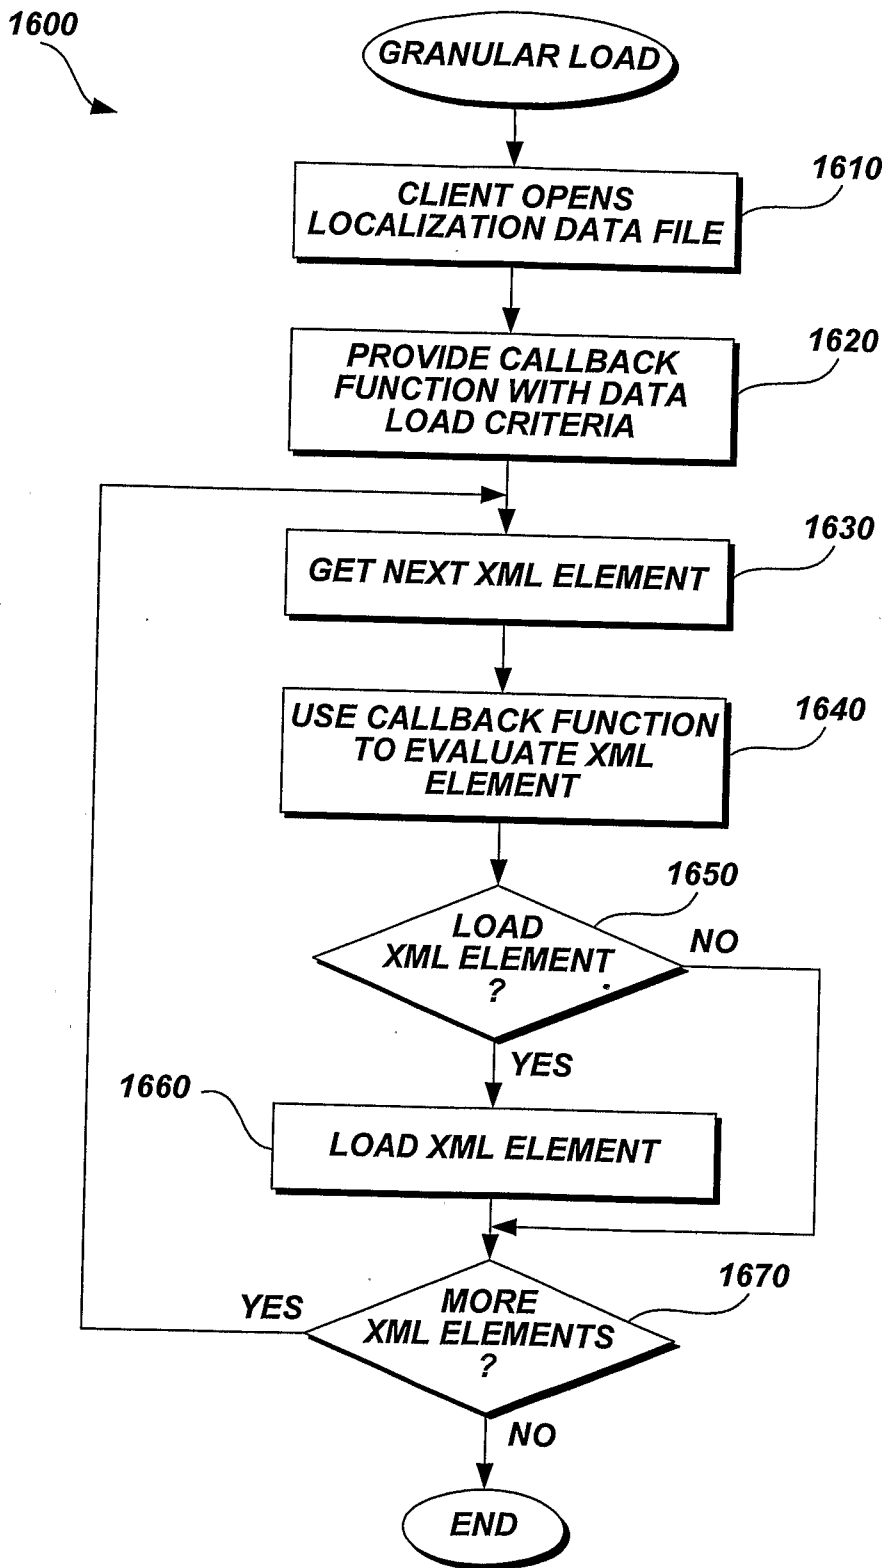 1600
GRANULAR LOAD
1610
CLIENT OPENS
LOCALIZATION DATA FILE
1620
PROVIDE CALLBACK
FUNCTION WITH DATA
LOAD CRITERIA
1630
GET NEXT XML ELEMENT
1640
USE CALLBACK FUNCTION
TO EVALUATE XML
ELEMENT
1650
LOAD
XML ELEMENT
?
NO
YES
1660
LOAD XML ELEMENT
1670
YES
MORE
XML ELEMENTS
?
NO
END